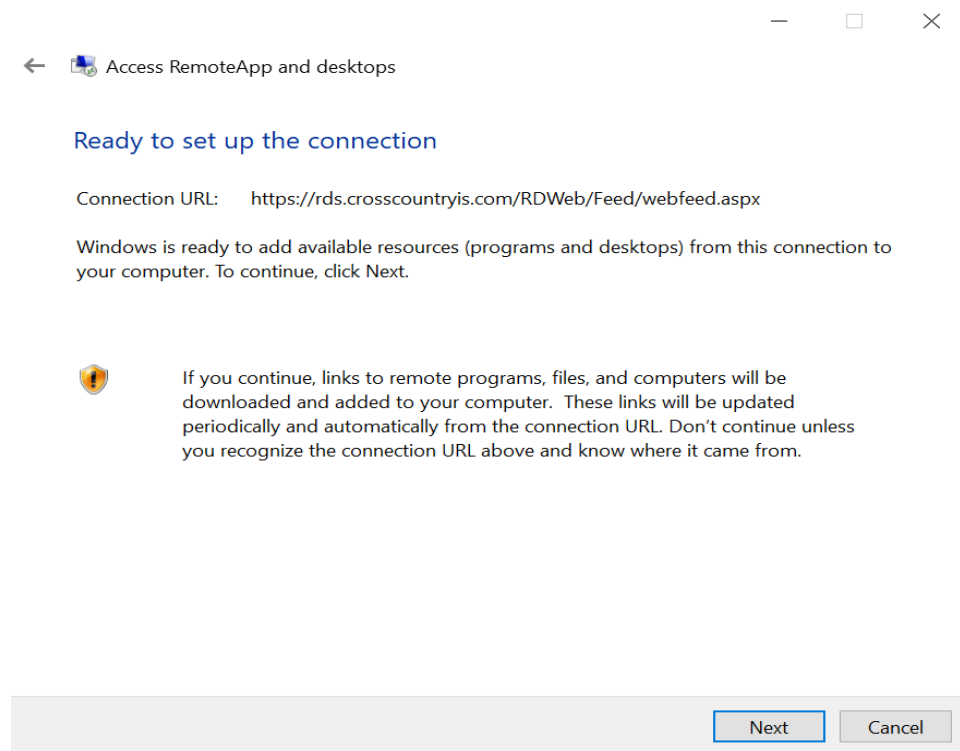 Access RemoteApp and desktops
Ready to set up the connection
Connection URL: https://rds.crosscountryis.com/RDWeb/Feed/webfeed.aspx
Windows is ready to add available resources (programs and desktops) from this connection to
your computer. To continue, click Next.
If you continue, links to remote programs, files, and computers will be
downloaded and added to your computer.  These links will be updated
periodically and automatically from the connection URL. Don't continue unless
you recognize the connection URL above and know where it came from.
Next Cancel